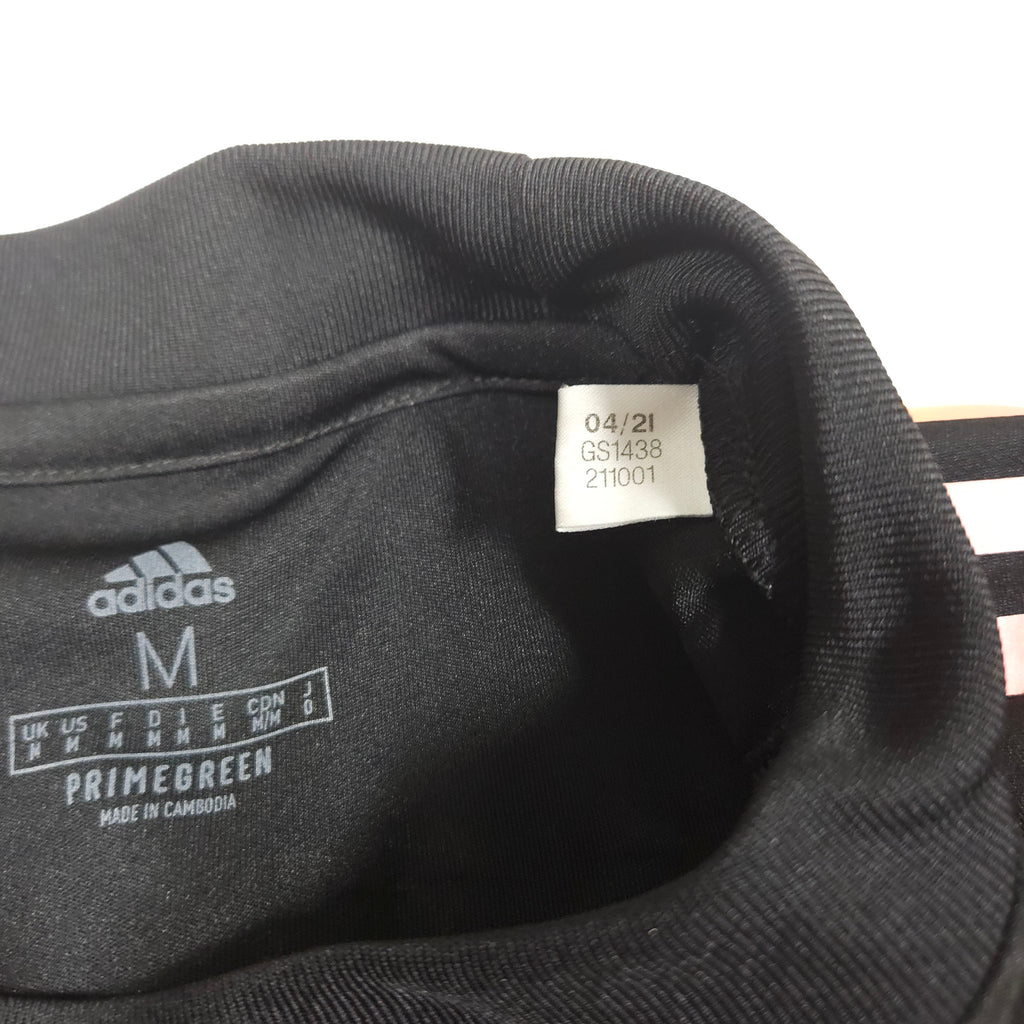 04/21
GS1438
211001
adidas
M
UK US F D I E CDN J
M M M M M M M/M O
PRIMEGREEN
MADE IN CAMBODIA